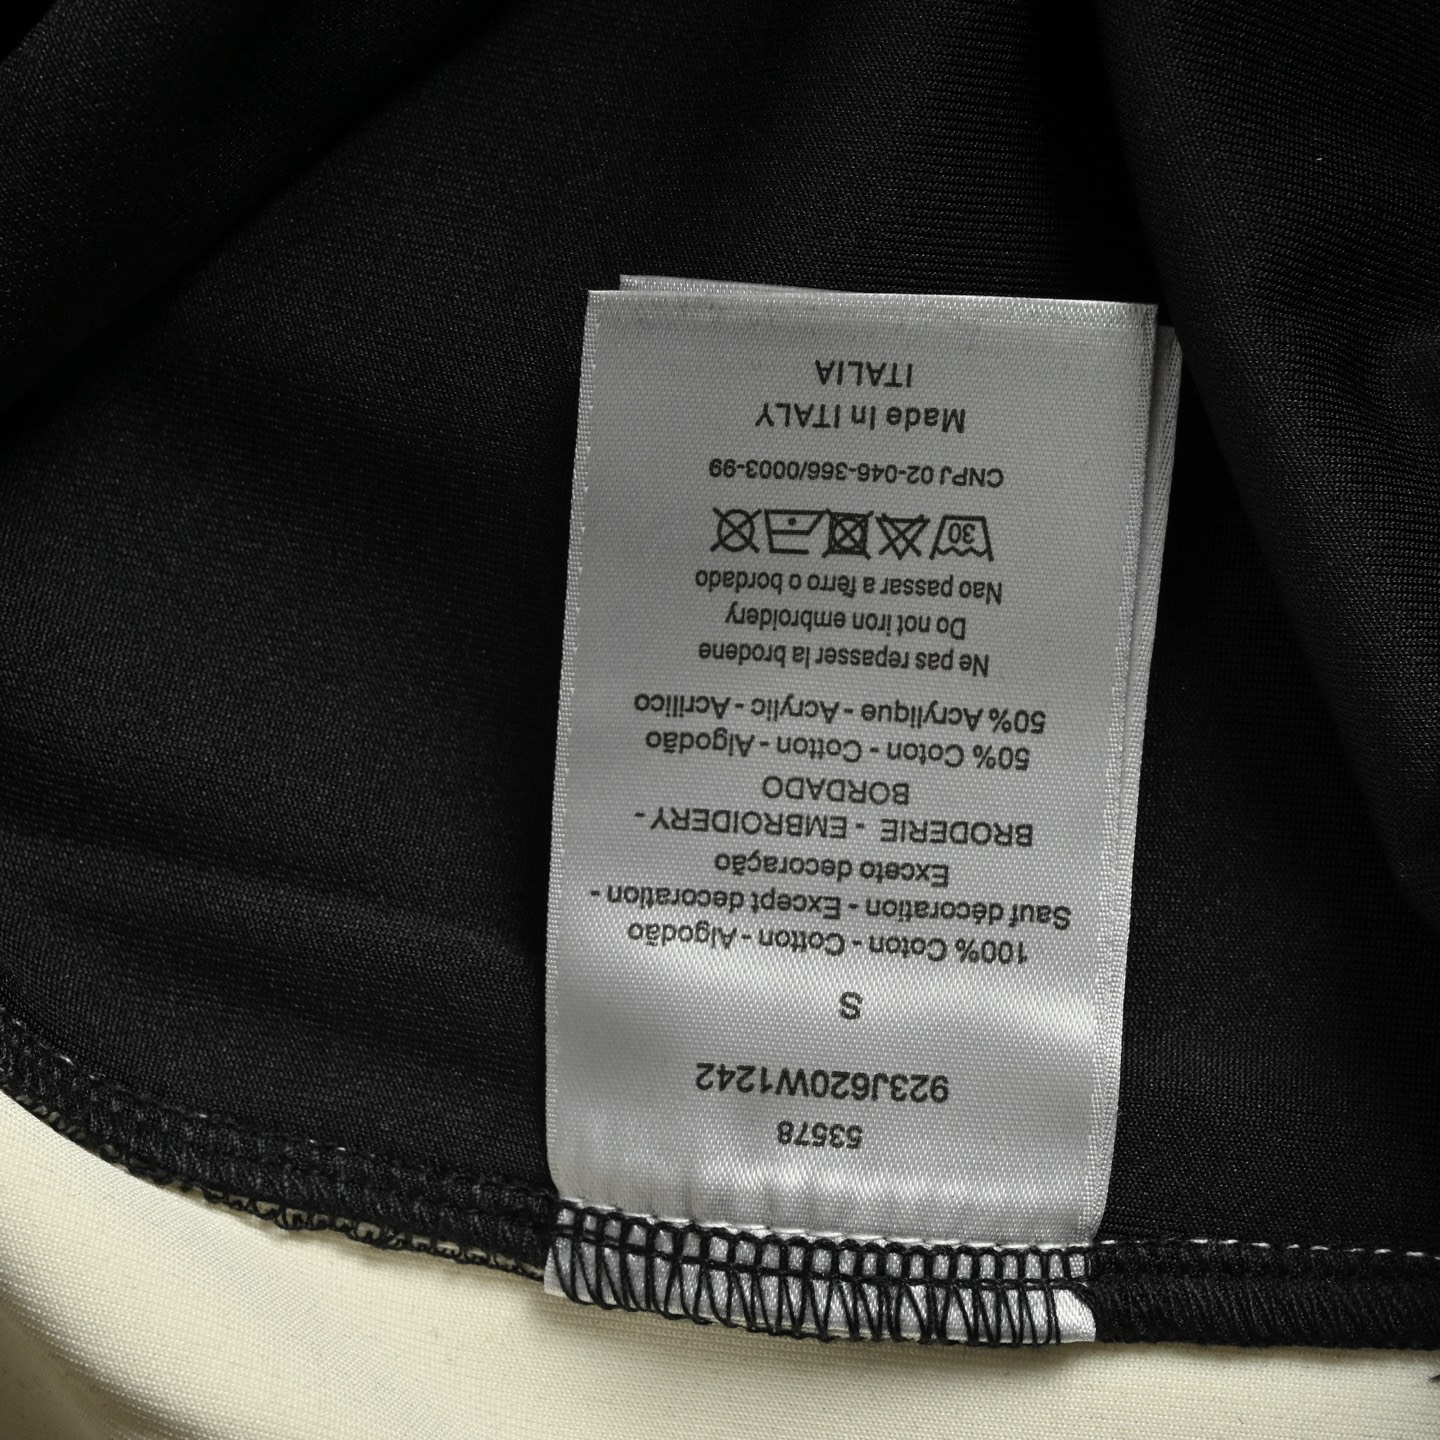 53578
923J620W1242
S
100% Coton - Cotton - Algodão
Sauf décoration - Except decoration -
Exceto decoração
BRODERIE - EMBROIDERY -
BORDADO
50% Coton - Cotton - Algodão
50% Acrylique - Acrylic - Acrilico
Ne pas repasser la brodene
Do not iron embroidery
Nao passar a fêrro o bordado
30
CNPJ 02-046-366/0003-99
Made In ITALY
ITALIA